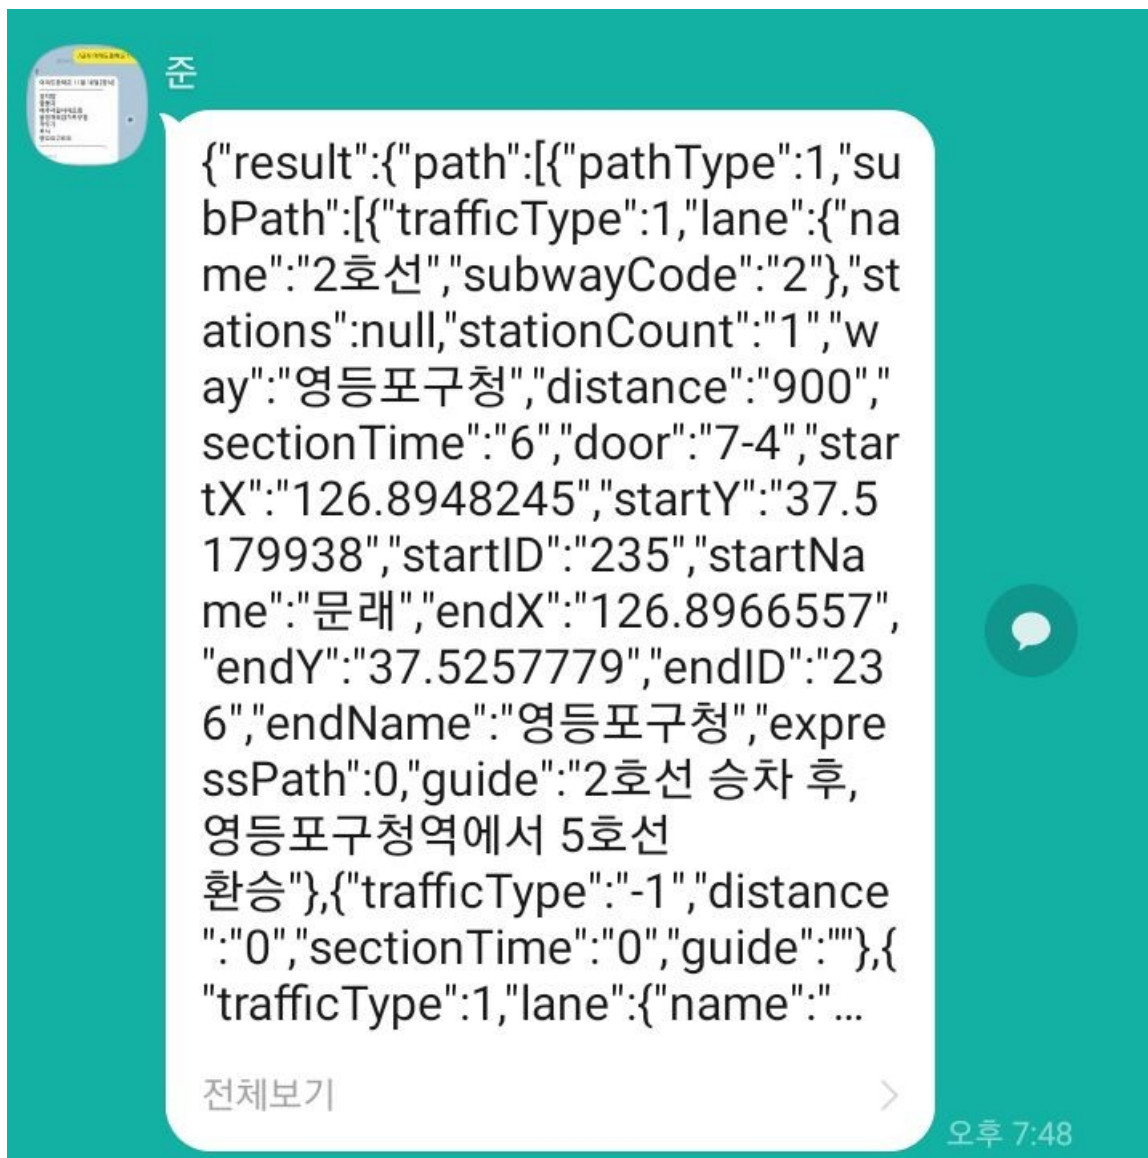 준
{"result":{"path":[{"pathType":1,"su
bPath":[{"trafficType":1,"lane":{"na
me":"2호선","subwayCode":"2"},"st
ations":null,"stationCount":"1","w
ay":"영등포구청","distance":"900","
sectionTime":"6","door":"7-4","star
tX":"126.8948245","startY":"37.5
179938","startID":"235","startNa
me":"문래","endX":"126.8966557",
"endY":"37.5257779","endID":"23
6","endName":"영등포구청","expre
ssPath":0,"guide":"2호선 승차 후,
영등포구청역에서 5호선
환승"},{"trafficType":"-1","distance
":"0","sectionTime":"0","guide":""},{
"trafficType":1,"lane":{"name":"...
전체보기
오후 7:48